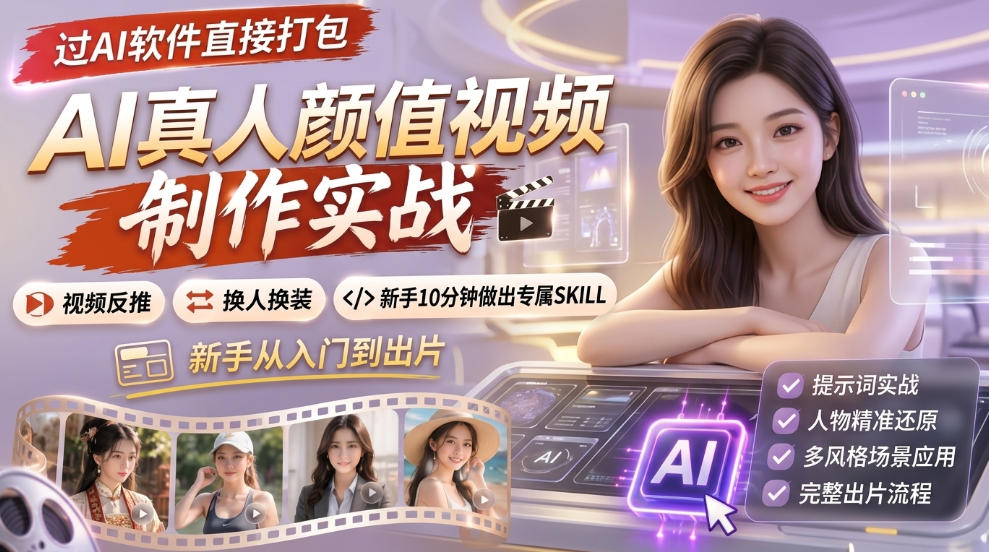 过AI软件直接打包
AI真人颜值视频
制作实战
视频反推
换人换装
</> 新手10分钟做出专属SKILL
新手从入门到出片
提示词实战
人物精准还原
多风格场景应用
完整出片流程
AI
AI